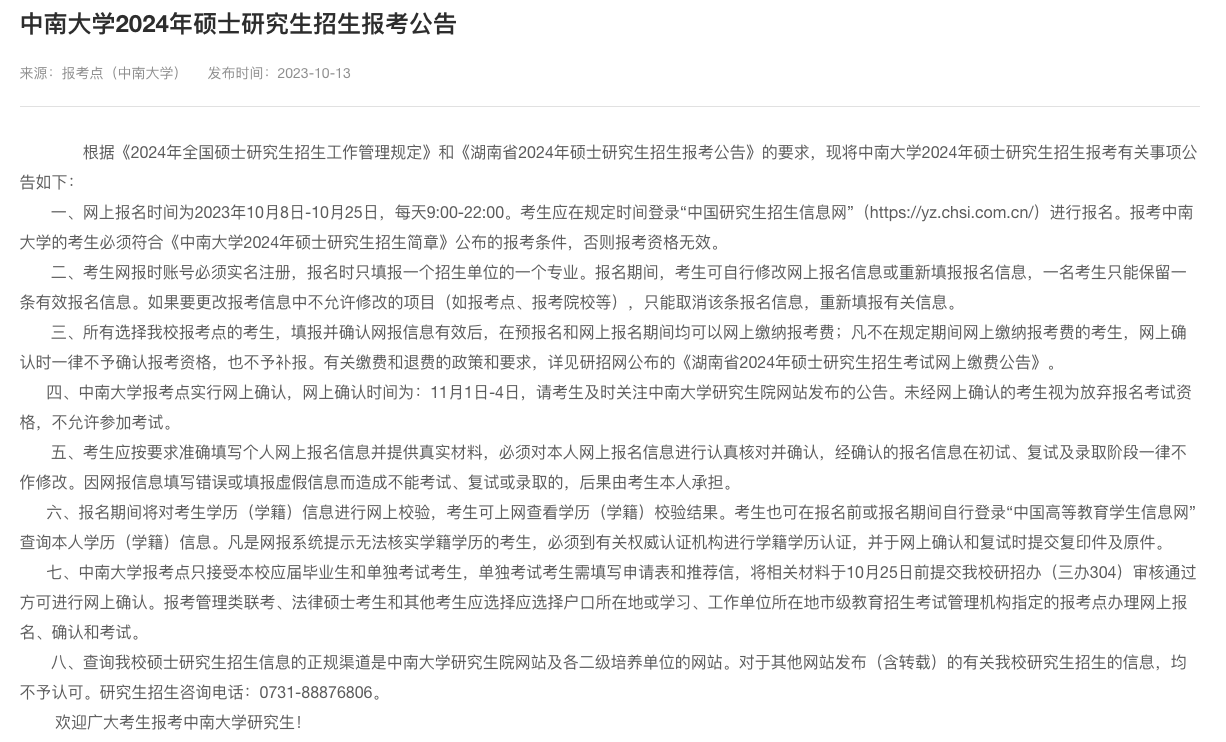 中南大学2024年硕士研究生招生报考公告
来源：报考点（中南大学） 发布时间：2023-10-13
根据《2024年全国硕士研究生招生工作管理规定》和《湖南省2024年硕士研究生招生报考公告》的要求，现将中南大学2024年硕士研究生招生报考有关事项公
告如下：
一、网上报名时间为2023年10月8日-10月25日，每天9:00-22:00。考生应在规定时间登录“中国研究生招生信息网”（https://yz.chsi.com.cn/）进行报名。报考中南
大学的考生必须符合《中南大学2024年硕士研究生招生简章》公布的报考条件，否则报考资格无效。
二、考生网报时账号必须实名注册，报名时只填报一个招生单位的一个专业。报名期间，考生可自行修改网上报名信息或重新填报报名信息，一名考生只能保留一
条有效报名信息。如果要更改报考信息中不允许修改的项目（如报考点、报考院校等），只能取消该条报名信息，重新填报有关信息。
三、所有选择我校报考点的考生，填报并确认网报信息有效后，在预报名和网上报名期间均可以网上缴纳报考费；凡不在规定期间网上缴纳报考费的考生，网上确
认时一律不予确认报考资格，也不予补报。有关缴费和退费的政策和要求，详见研招网公布的《湖南省2024年硕士研究生招生考试网上缴费公告》。
四、中南大学报考点实行网上确认，网上确认时间为：11月1日-4日，请考生及时关注中南大学研究生院网站发布的公告。未经网上确认的考生视为放弃报名考试资
格，不允许参加考试。
五、考生应按要求准确填写个人网上报名信息并提供真实材料，必须对本人网上报名信息进行认真核对并确认，经确认的报名信息在初试、复试及录取阶段一律不
作修改。因网报信息填写错误或填报虚假信息而造成不能考试、复试或录取的，后果由考生本人承担。
六、报名期间将对考生学历（学籍）信息进行网上校验，考生可上网查看学历（学籍）校验结果。考生也可在报名前或报名期间自行登录“中国高等教育学生信息网”
查询本人学历（学籍）信息。凡是网报系统提示无法核实学籍学历的考生，必须到有关权威认证机构进行学籍学历认证，并于网上确认和复试时提交复印件及原件。
七、中南大学报考点只接受本校应届毕业生和单独考试考生，单独考试考生需填写申请表和推荐信，将相关材料于10月25日前提交我校研招办（三办304）审核通过
方可进行网上确认。报考管理类联考、法律硕士考生和其他考生应选择应选择户口所在地或学习、工作单位所在地市级教育招生考试管理机构指定的报考点办理网上报
名、确认和考试。
八、查询我校硕士研究生招生信息的正规渠道是中南大学研究生院网站及各二级培养单位的网站。对于其他网站发布（含转载）的有关我校研究生招生的信息，均
不予认可。研究生招生咨询电话：0731-88876806。
欢迎广大考生报考中南大学研究生！